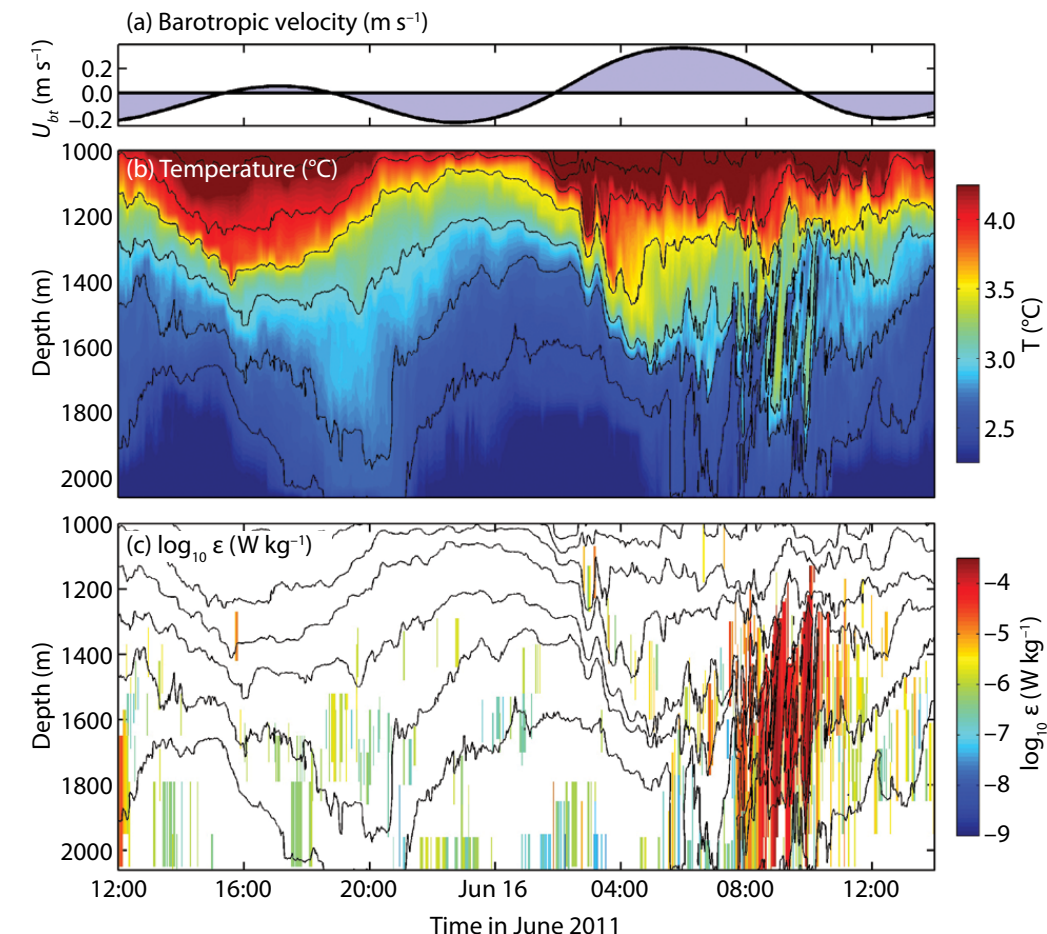 (a) Barotropic velocity (m s⁻¹)
U_bt (m s⁻¹)
0.2
0.0
−0.2
(b) Temperature (°C)
Depth (m)
1000
1200
1400
1600
1800
2000
4.0
3.5
3.0
2.5
T (°C)
(c) log₁₀ ε (W kg⁻¹)
Depth (m)
1000
1200
1400
1600
1800
2000
−4
−5
−6
−7
−8
−9
log₁₀ ε (W kg⁻¹)
12:00 16:00 20:00 Jun 16 04:00 08:00 12:00
Time in June 2011